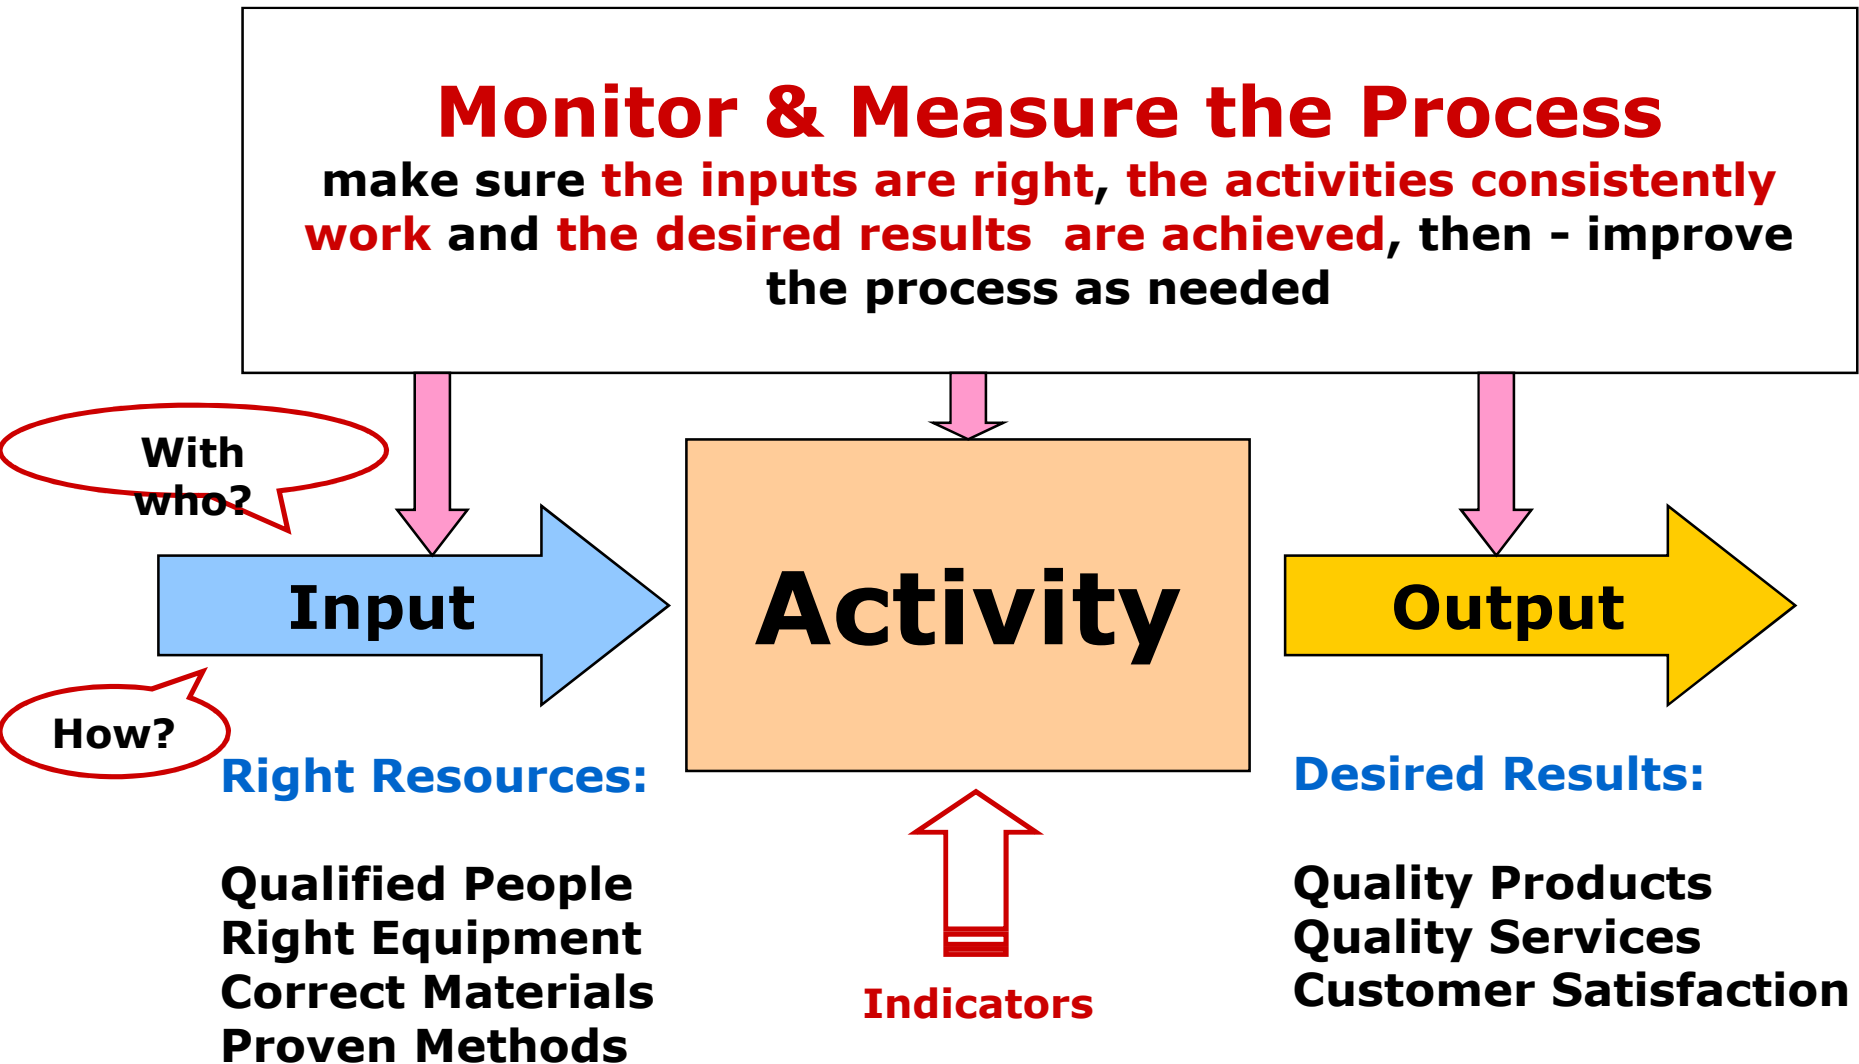 Monitor & Measure the Process
make sure the inputs are right, the activities consistently
work and the desired results are achieved, then - improve
the process as needed
With
who?
Input
Activity
Output
How?
Right Resources:
Qualified People
Right Equipment
Correct Materials
Proven Methods
Indicators
Desired Results:
Quality Products
Quality Services
Customer Satisfaction